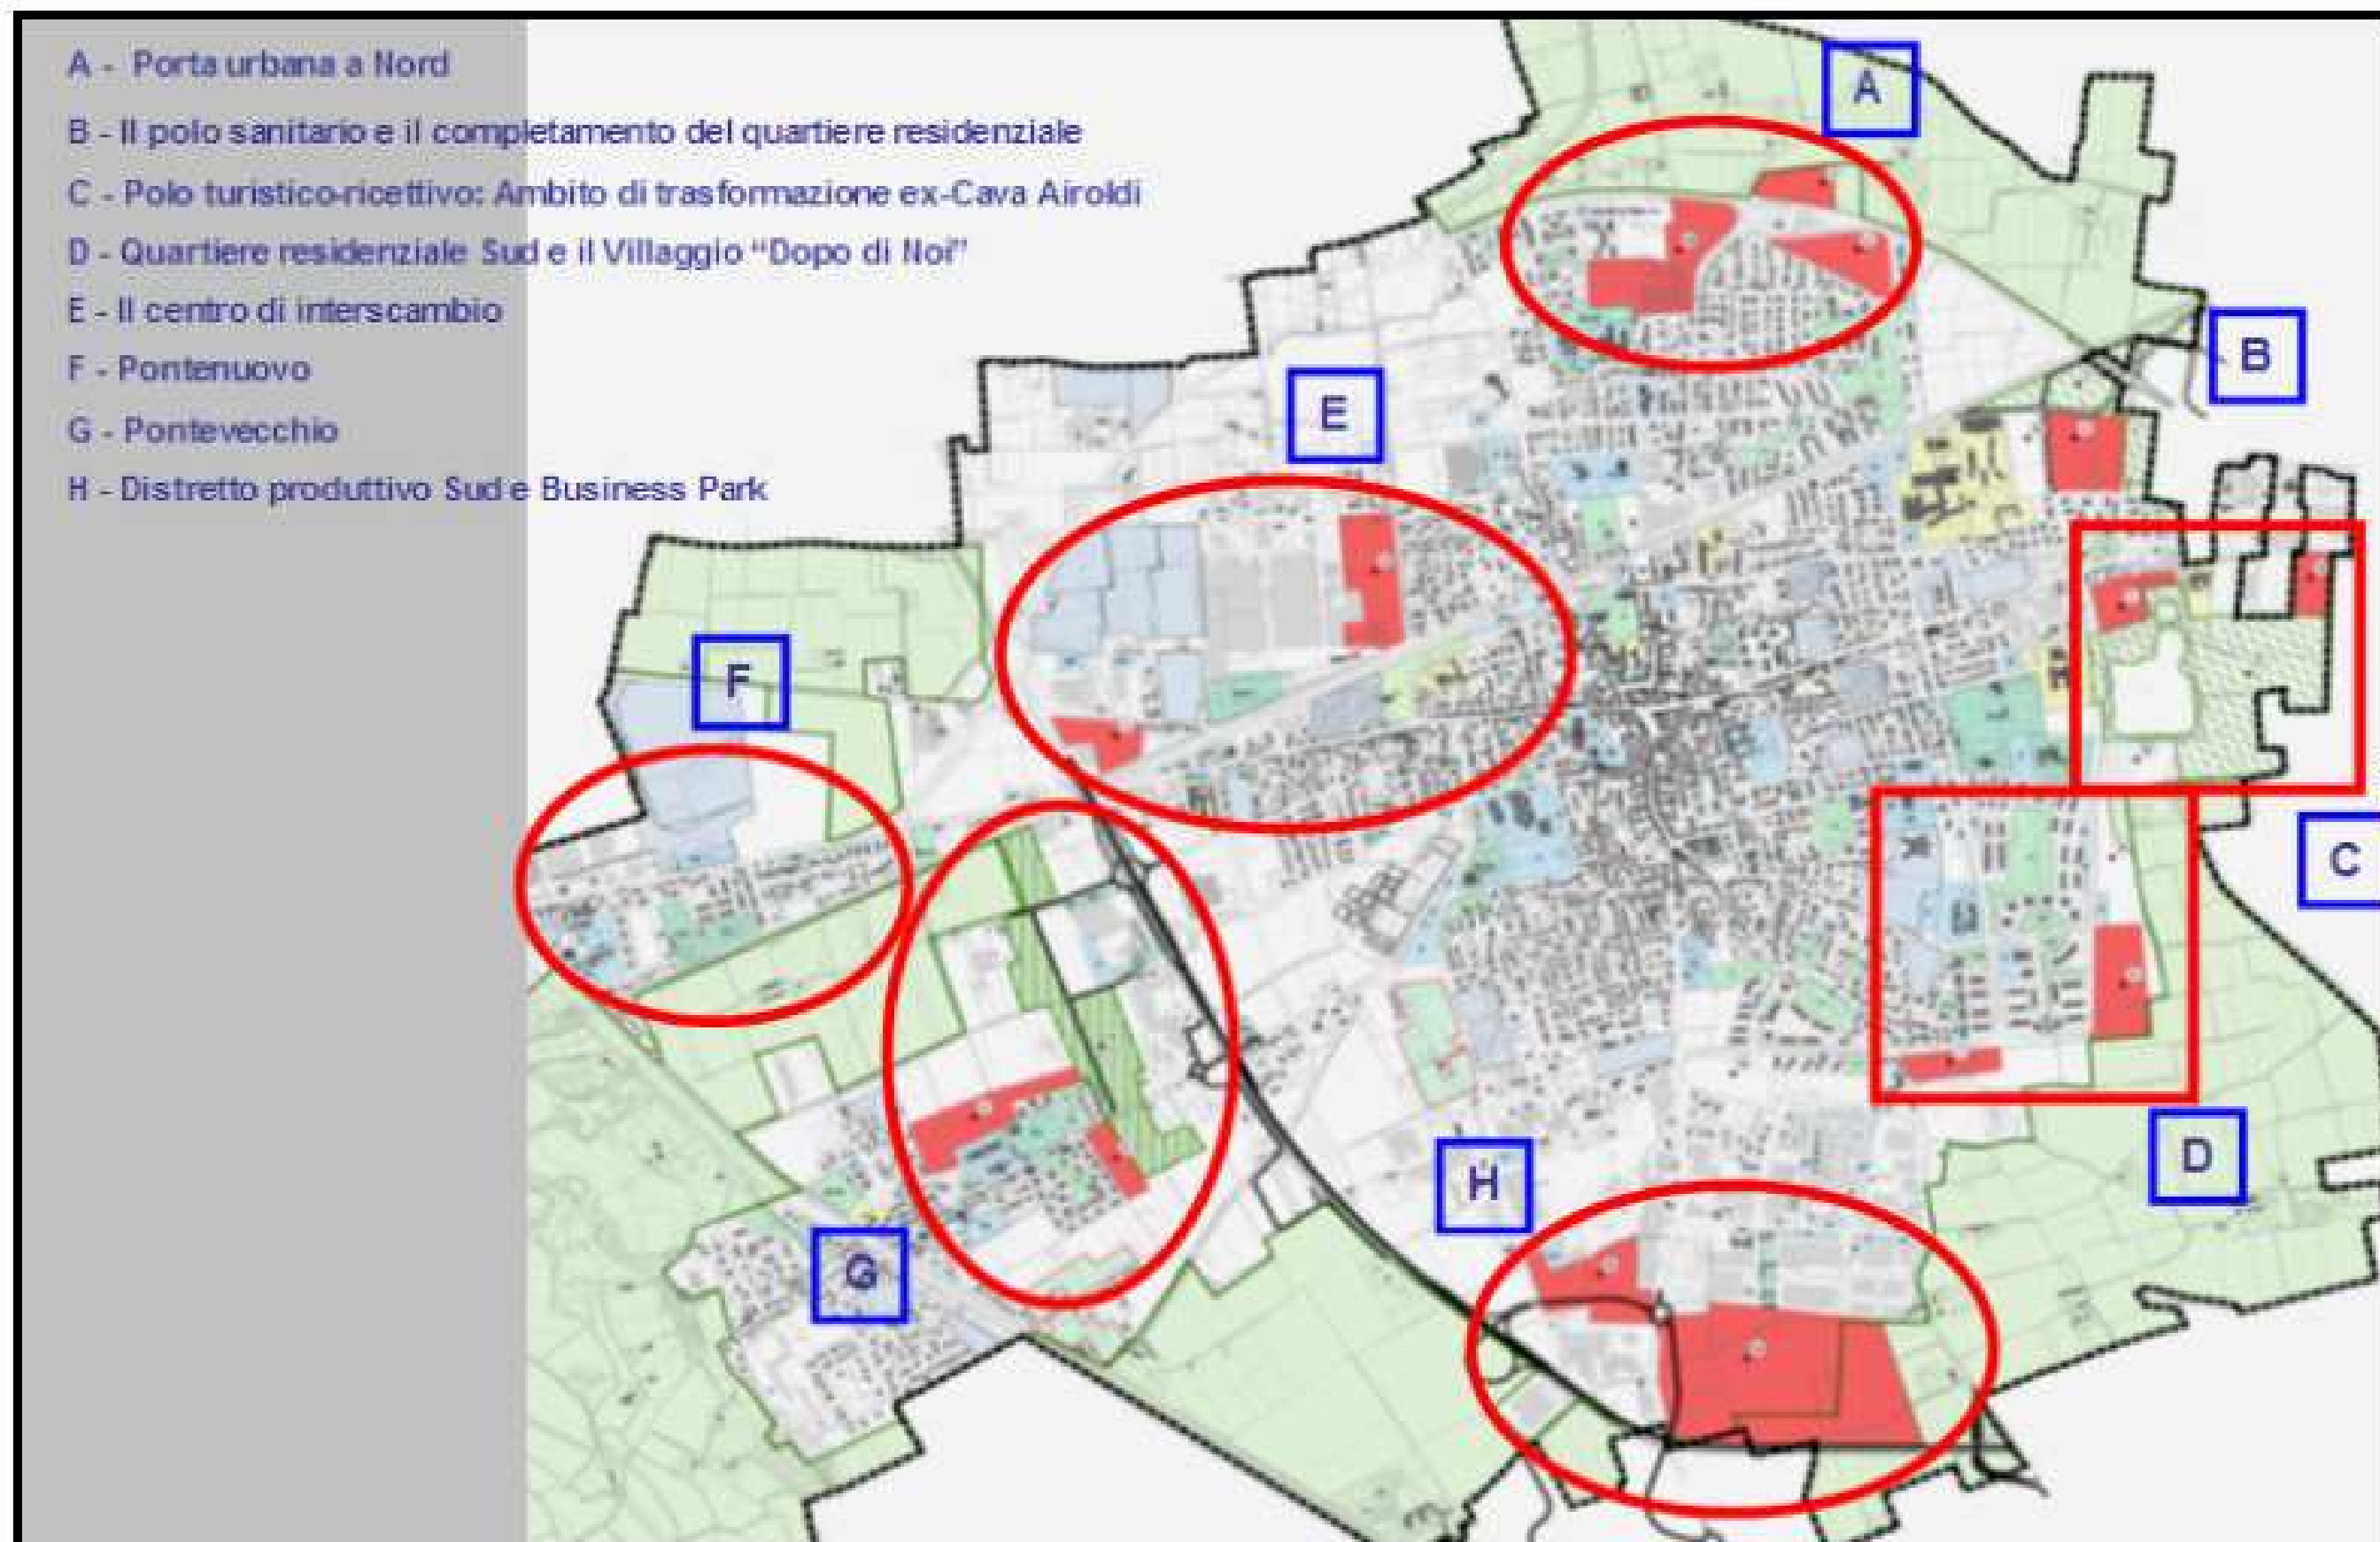 A - Porta urbana a Nord
B - Il polo sanitario e il completamento del quartiere residenziale
C - Polo turistico-ricettivo: Ambito di trasformazione ex-Cava Airoldi
D - Quartiere residenziale Sud e il Villaggio “Dopo di Noi”
E - Il centro di interscambio
F - Pontenuovo
G - Pontevecchio
H - Distretto produttivo Sud e Business Park
A
B
E
F
C
D
H
G